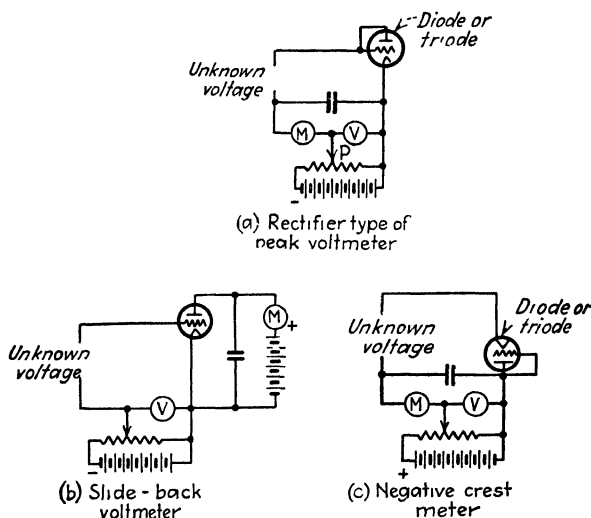 Diode or
triode
Unknown
voltage
M
V
P
-
(a) Rectifier type of
peak voltmeter
Unknown
voltage
M
+
V
-
(b) Slide-back
voltmeter
Diode or
triode
Unknown
voltage
M
V
+
(c) Negative crest
meter